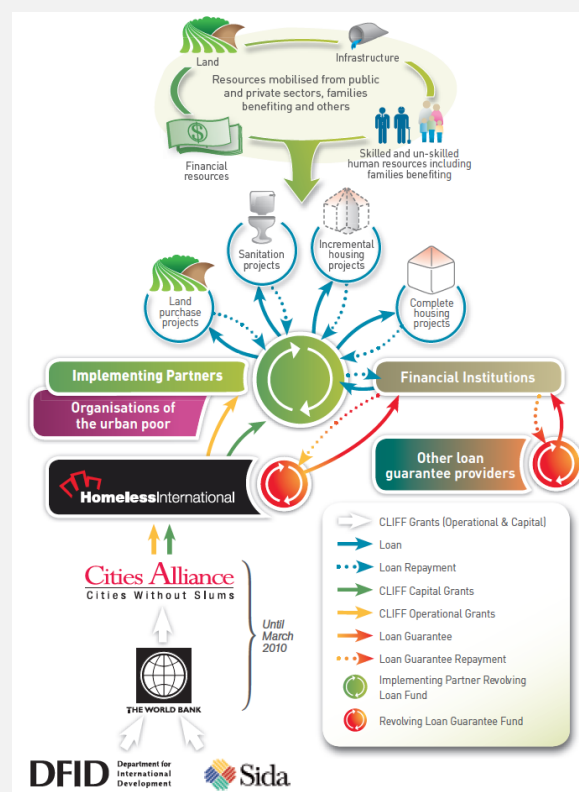 Land
Infrastructure
Resources mobilised from public
and private sectors, families
benefiting and others
$
Financial
resources
Skilled and un-skilled
human resources including
families benefiting
Sanitation
projects
Incremental
housing
projects
Land
purchase
projects
Complete
housing
projects
Implementing Partners
Financial Institutions
Organisations of
the urban poor
Other loan
guarantee providers
HomelessInternational
CLIFF Grants (Operational & Capital)
Loan
Loan Repayment
CLIFF Capital Grants
CLIFF Operational Grants
Loan Guarantee
Loan Guarantee Repayment
Implementing Partner Revolving
Loan Fund
Revolving Loan Guarantee Fund
Cities Alliance
Cities Without Slums
Until
March
2010
THE WORLD BANK
DFID
Department for
International
Development
Sida